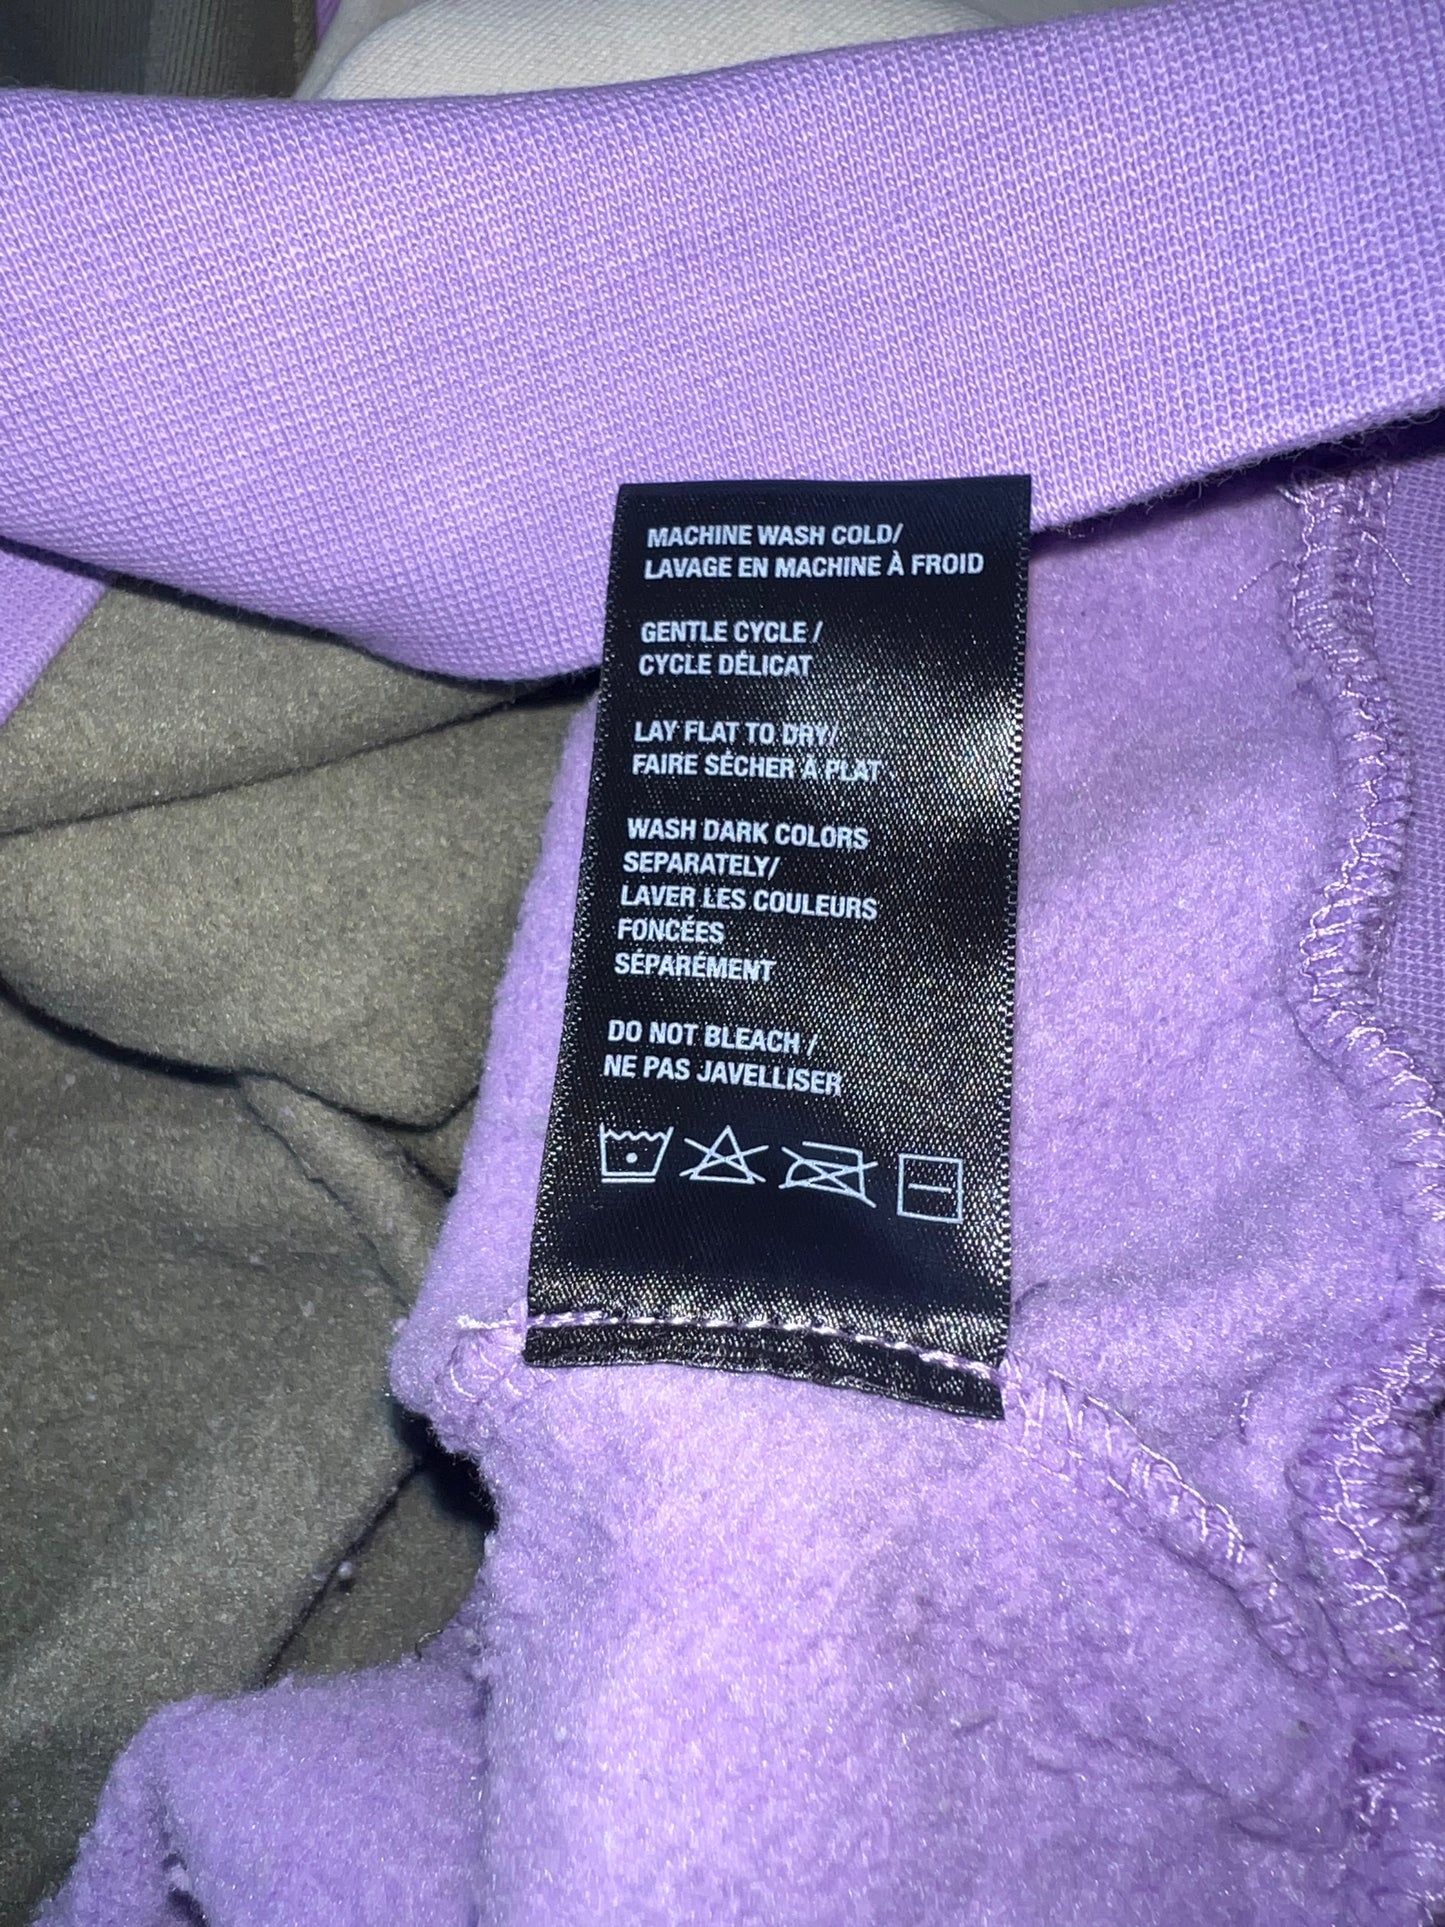 MACHINE WASH COLD/
LAVAGE EN MACHINE À FROID
GENTLE CYCLE /
CYCLE DÉLICAT
LAY FLAT TO DRY/
FAIRE SÉCHER À PLAT
WASH DARK COLORS
SEPARATELY/
LAVER LES COULEURS
FONCÉES
SÉPARÉMENT
DO NOT BLEACH /
NE PAS JAVELLISER